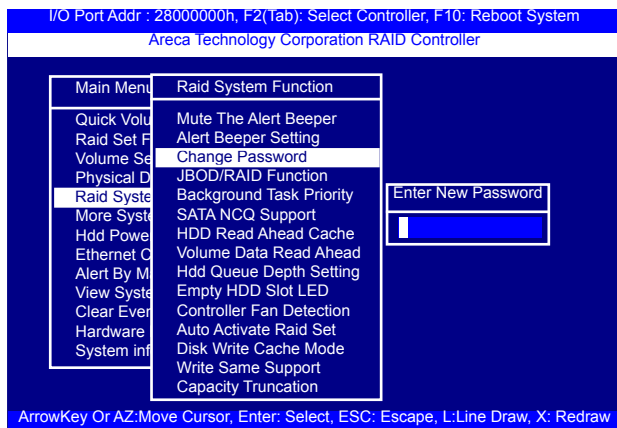 I/O Port Addr : 28000000h, F2(Tab): Select Controller, F10: Reboot System
Areca Technology Corporation RAID Controller
Main Menu
Quick Volu
Raid Set F
Volume Se
Physical D
Raid Syste
More Syste
Hdd Powe
Ethernet C
Alert By M
View Syste
Clear Even
Hardware
System inf
Raid System Function
Mute The Alert Beeper
Alert Beeper Setting
Change Password
JBOD/RAID Function
Background Task Priority
SATA NCQ Support
HDD Read Ahead Cache
Volume Data Read Ahead
Hdd Queue Depth Setting
Empty HDD Slot LED
Controller Fan Detection
Auto Activate Raid Set
Disk Write Cache Mode
Write Same Support
Capacity Truncation
Enter New Password
ArrowKey Or AZ:Move Cursor, Enter: Select, ESC: Escape, L:Line Draw, X: Redraw